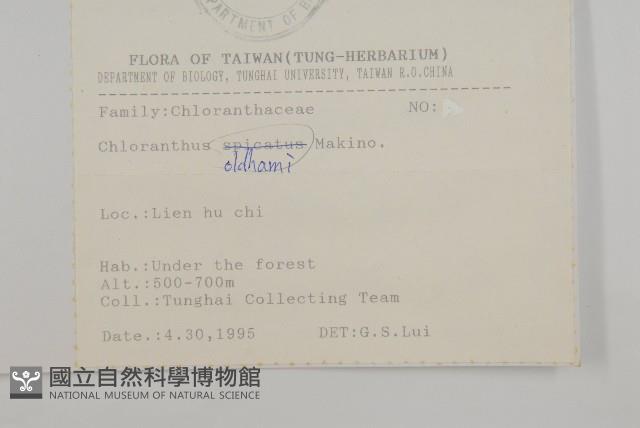 DEPARTMENT OF B
FLORA OF TAIWAN(TUNG-HERBARIUM)
DEPARTMENT OF BIOLOGY, TUNGHAI UNIVERSITY, TAIWAN R.O.CHINA
Family:Chloranthaceae NO:
Chloranthus spicatus Makino.
oldhami
Loc.:Lien hu chi
Hab.:Under the forest
Alt.:500-700m
Coll.:Tunghai Collecting Team
Date.:4.30,1995 DET:G.S.Lui
國立自然科學博物館
NATIONAL MUSEUM OF NATURAL SCIENCE